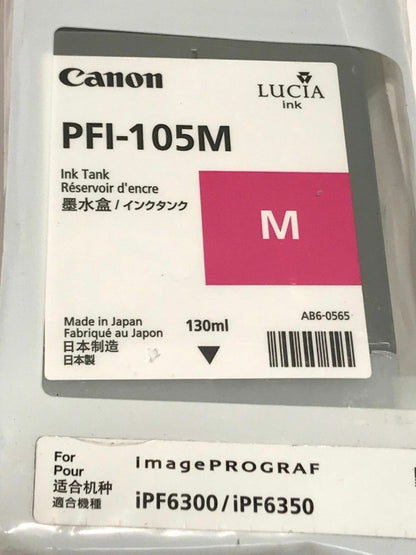 Canon
LUCIA
ink
PFI-105M
Ink Tank
Réservoir d'encre
墨水盒/インクタンク
M
Made in Japan
Fabriqué au Japon
日本制造
日本製
130ml
AB6-0565
For
Pour
适合机种
適合機種
imagePROGRAF
iPF6300/iPF6350